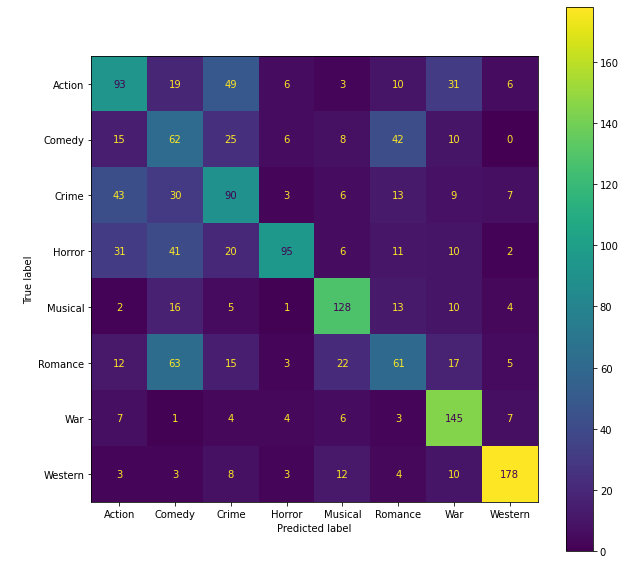 160
140
120
100
80
60
40
20
0
True label
Action 93 19 49 6 3 10 31 6
Comedy 15 62 25 6 8 42 10 0
Crime 43 30 90 3 6 13 9 7
Horror 31 41 20 95 6 11 10 2
Musical 2 16 5 1 128 13 10 4
Romance 12 63 15 3 22 61 17 5
War 7 1 4 4 6 3 145 7
Western 3 3 8 3 12 4 10 178
Action Comedy Crime Horror Musical Romance War Western
Predicted label